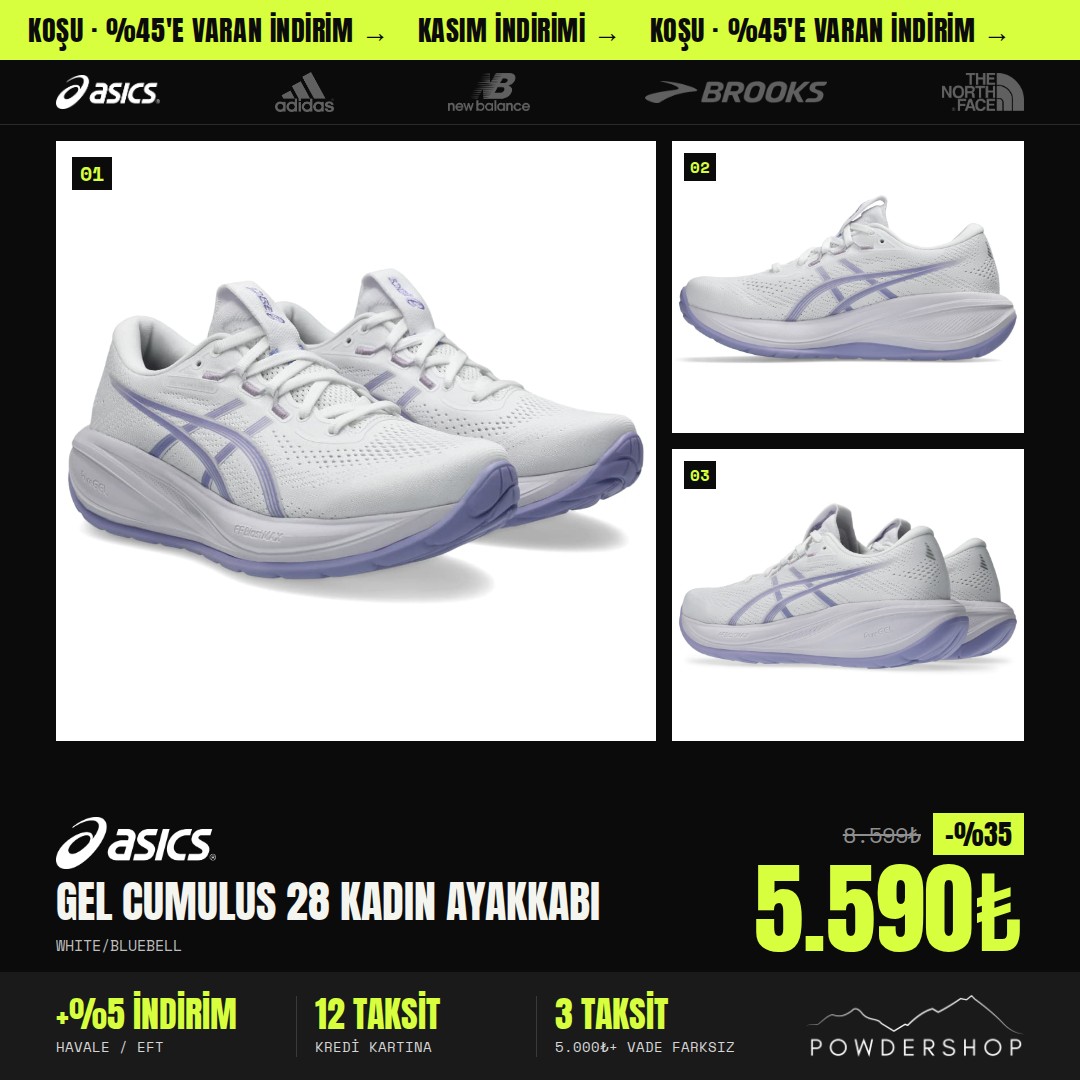 KOŞU · %45'E VARAN İNDİRİM → KASIM İNDİRİMİ → KOŞU · %45'E VARAN İNDİRİM →
asics adidas new balance BROOKS THE NORTH FACE
01
02
03
asics
8.599₺ -%35
GEL CUMULUS 28 KADIN AYAKKABI
5.590₺
WHITE/BLUEBELL
+%5 İNDİRİM
HAVALE / EFT
12 TAKSİT
KREDİ KARTINA
3 TAKSİT
5.000₺+ VADE FARKSIZ
POWDERSHOP